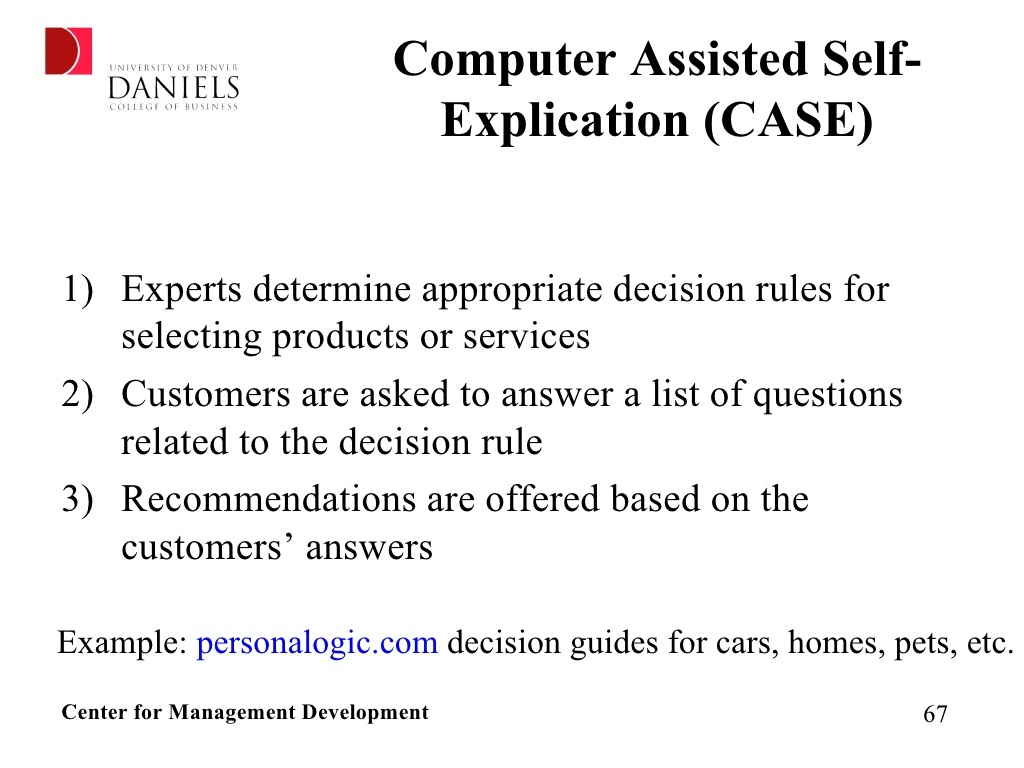 UNIVERSITY OF DENVER
DANIELS
COLLEGE OF BUSINESS
Computer Assisted Self-
Explication (CASE)
1) Experts determine appropriate decision rules for
selecting products or services
2) Customers are asked to answer a list of questions
related to the decision rule
3) Recommendations are offered based on the
customers’ answers
Example: personalogic.com decision guides for cars, homes, pets, etc.
Center for Management Development
67